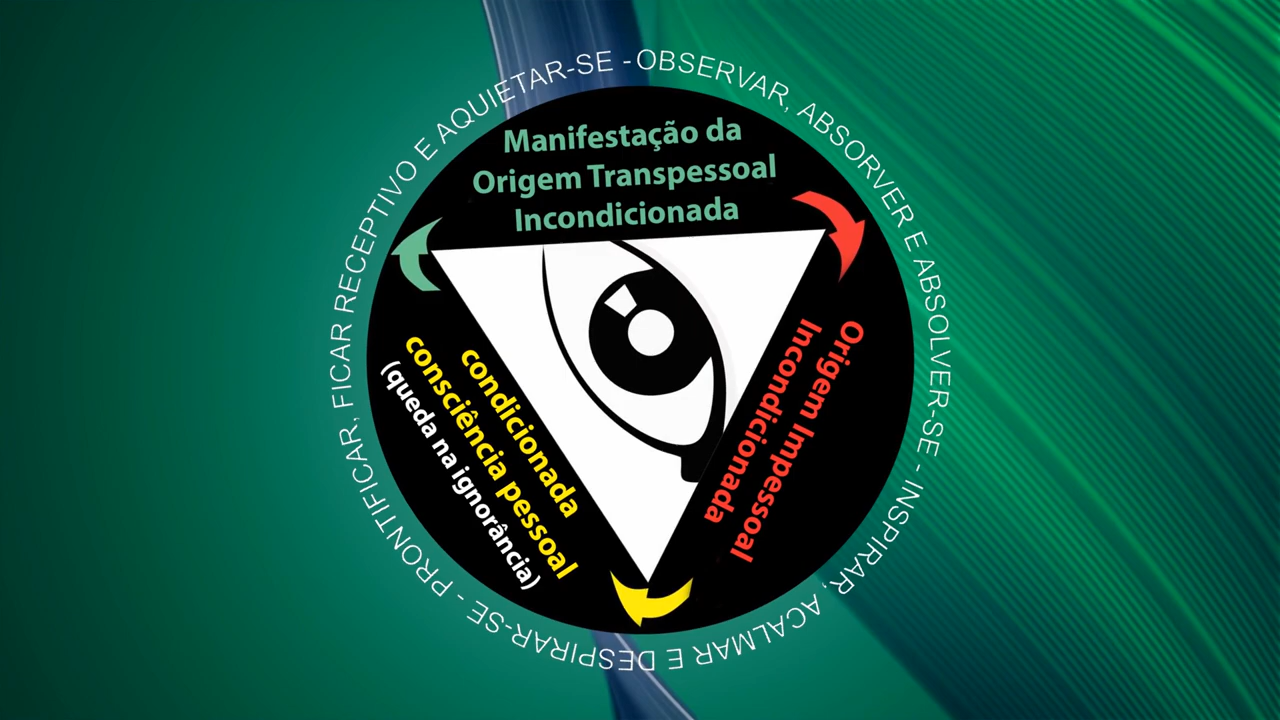 Manifestação da
Origem Transpessoal
Incondicionada
Origem Impessoal
Incondicionada
condicionada
consciência pessoal
(queda na ignorância)
OBSERVAR, ABSORVER E ABSOLVER-SE - INSPIRAR, ACALMAR E DESPIRAR-SE - PRONTIFICAR, FICAR RECEPTIVO E AQUIETAR-SE -